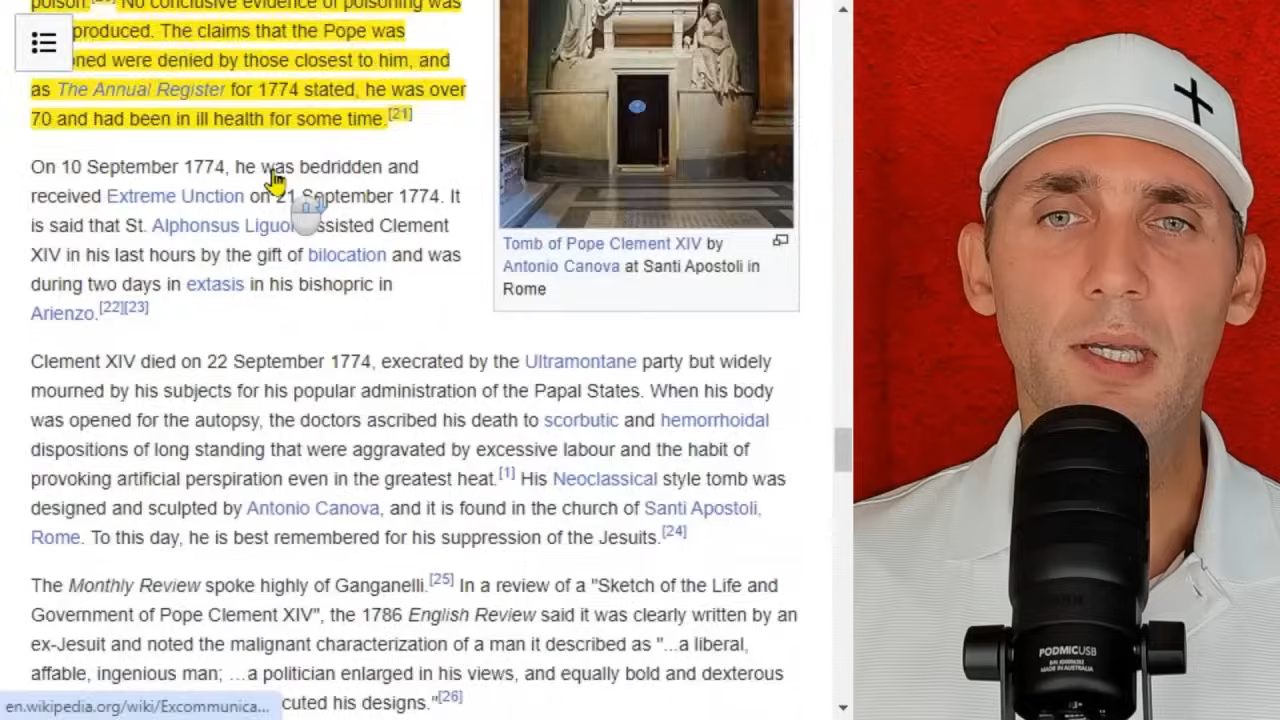 poison.[20] No conclusive evidence of poisoning was
produced. The claims that the Pope was
oned were denied by those closest to him, and
as The Annual Register for 1774 stated, he was over
70 and had been in ill health for some time.[21]
On 10 September 1774, he was bedridden and
received Extreme Unction on 21 September 1774. It
is said that St. Alphonsus Liguori assisted Clement
XIV in his last hours by the gift of bilocation and was
during two days in extasis in his bishopric in
Arienzo.[22][23]
Tomb of Pope Clement XIV by
Antonio Canova at Santi Apostoli in
Rome
Clement XIV died on 22 September 1774, execrated by the Ultramontane party but widely
mourned by his subjects for his popular administration of the Papal States. When his body
was opened for the autopsy, the doctors ascribed his death to scorbutic and hemorrhoidal
dispositions of long standing that were aggravated by excessive labour and the habit of
provoking artificial perspiration even in the greatest heat.[1] His Neoclassical style tomb was
designed and sculpted by Antonio Canova, and it is found in the church of Santi Apostoli,
Rome. To this day, he is best remembered for his suppression of the Jesuits.[24]
The Monthly Review spoke highly of Ganganelli.[25] In a review of a "Sketch of the Life and
Government of Pope Clement XIV", the 1786 English Review said it was clearly written by an
ex-Jesuit and noted the malignant characterization of a man it described as "...a liberal,
affable, ingenious man; ...a politician enlarged in his views, and equally bold and dexterous
cuted his designs."[26]
en.wikipedia.org/wiki/Excommunica...
PODMICUSB
MADE IN AUSTRALIA